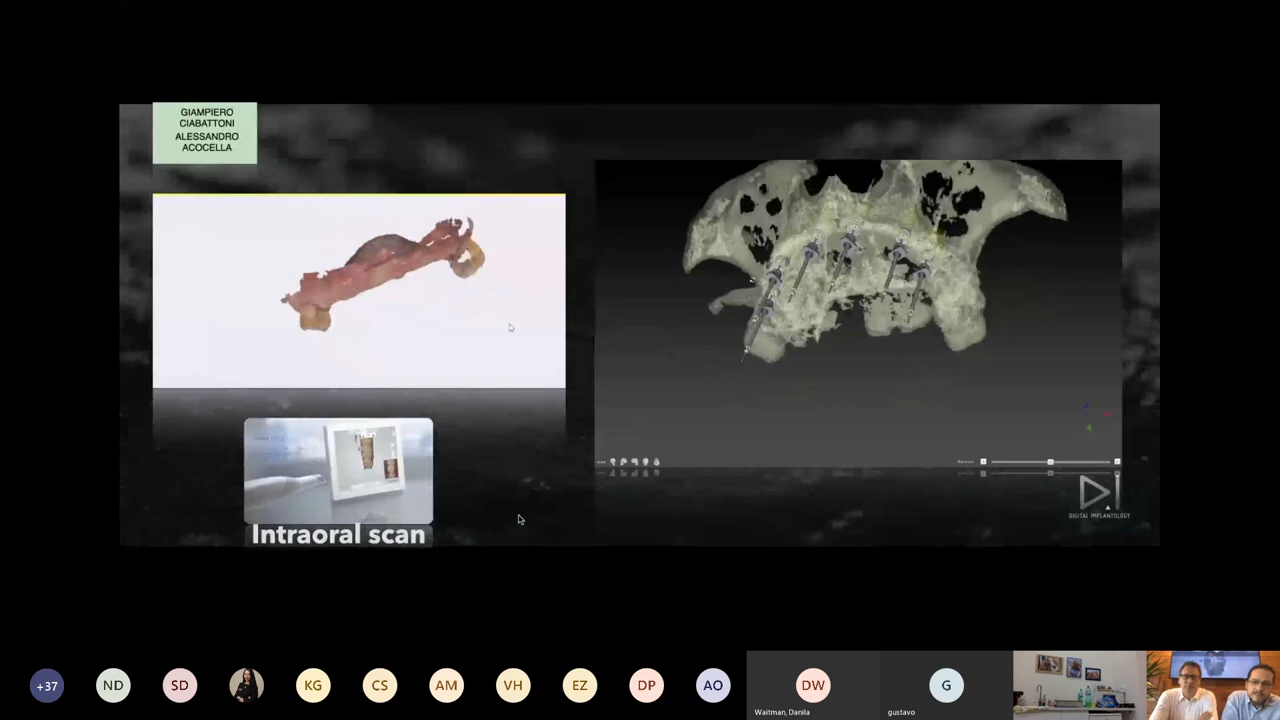 GIAMPIERO
CIABATTONI
ALESSANDRO
ACOCELLA
Intraoral scan
DIGITAL IMPLANTOLOGY
+37
ND
SD
KG
CS
AM
VH
EZ
DP
AO
DW
G
Waitman, Danila
gustavo